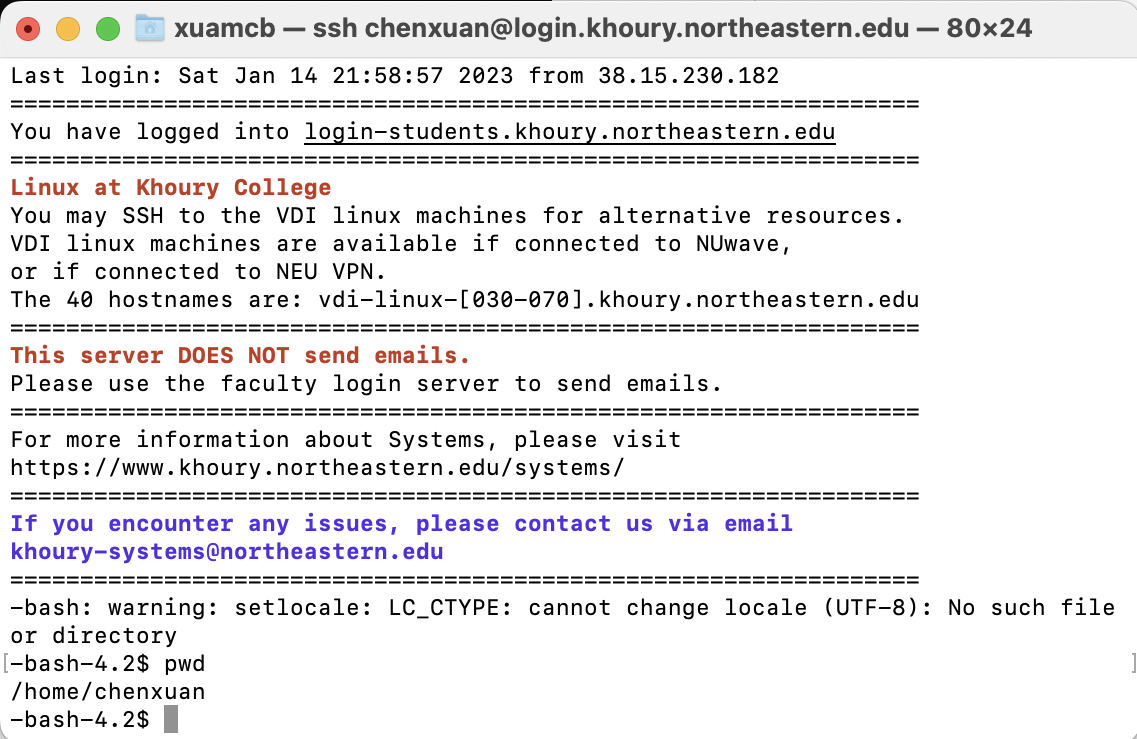 xuamcb — ssh chenxuan@login.khoury.northeastern.edu — 80×24
Last login: Sat Jan 14 21:58:57 2023 from 38.15.230.182
=================================================================
You have logged into login-students.khoury.northeastern.edu
=================================================================
Linux at Khoury College
You may SSH to the VDI linux machines for alternative resources.
VDI linux machines are available if connected to NUwave,
or if connected to NEU VPN.
The 40 hostnames are: vdi-linux-[030-070].khoury.northeastern.edu
=================================================================
This server DOES NOT send emails.
Please use the faculty login server to send emails.
=================================================================
For more information about Systems, please visit
https://www.khoury.northeastern.edu/systems/
=================================================================
If you encounter any issues, please contact us via email
khoury-systems@northeastern.edu
=================================================================
-bash: warning: setlocale: LC_CTYPE: cannot change locale (UTF-8): No such file
or directory
[-bash-4.2$ pwd ]
/home/chenxuan
-bash-4.2$